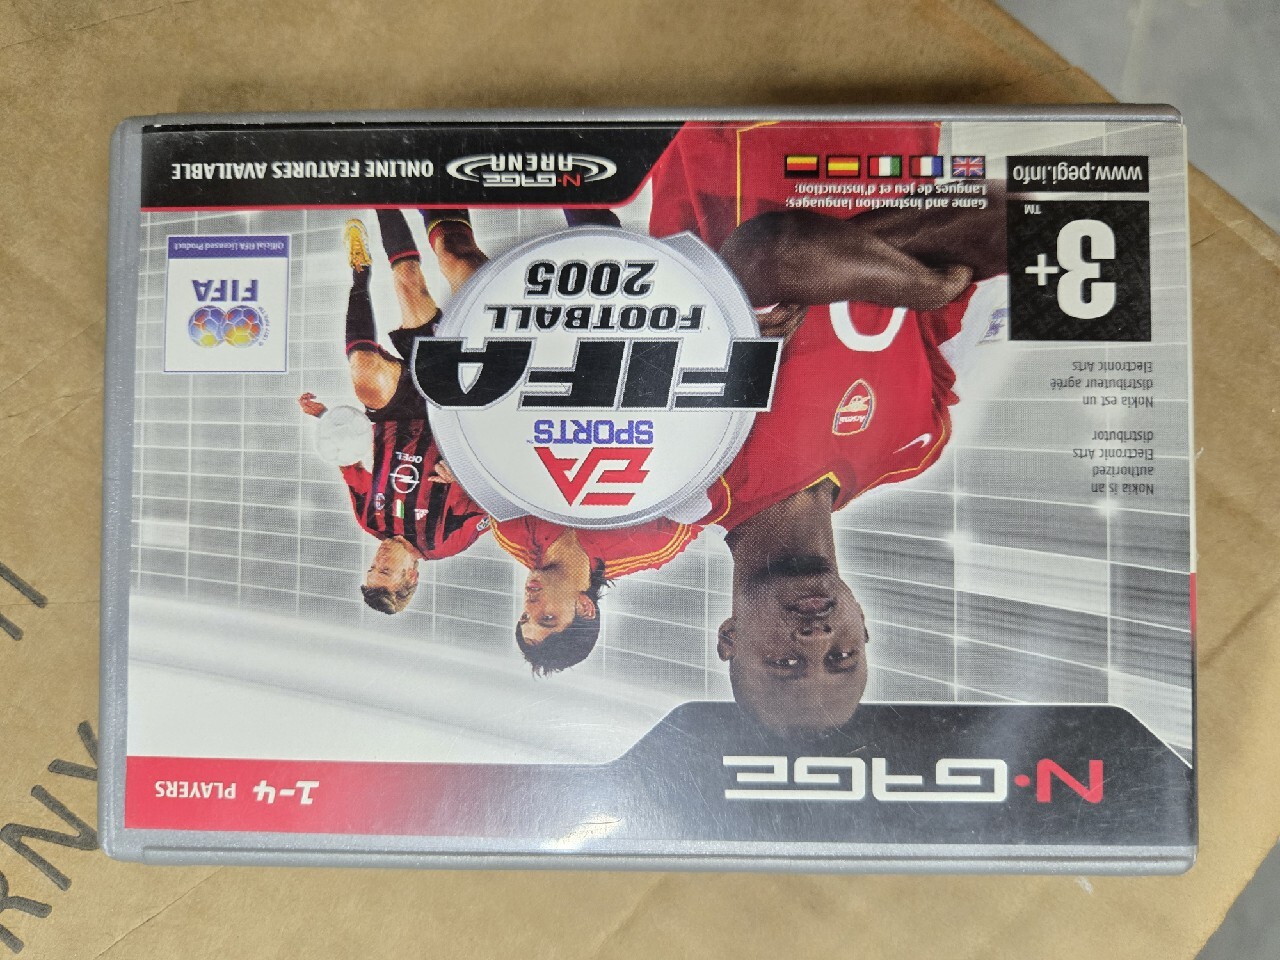 N·GAGE
1-4 PLAYERS
EA
SPORTS™
FIFA
FOOTBALL
2005
Nokia is an
authorized
Electronic Arts
distributor
Nokia est un
distributeur agréé
Electronic Arts
3+™
www.pegi.info
Game and instruction languages:
Langues de jeu et d'instruction:
Arsenal
OPEL
FIFA
Official FIFA Licensed Product
N·GAGE
ARENA
ONLINE FEATURES AVAILABLE